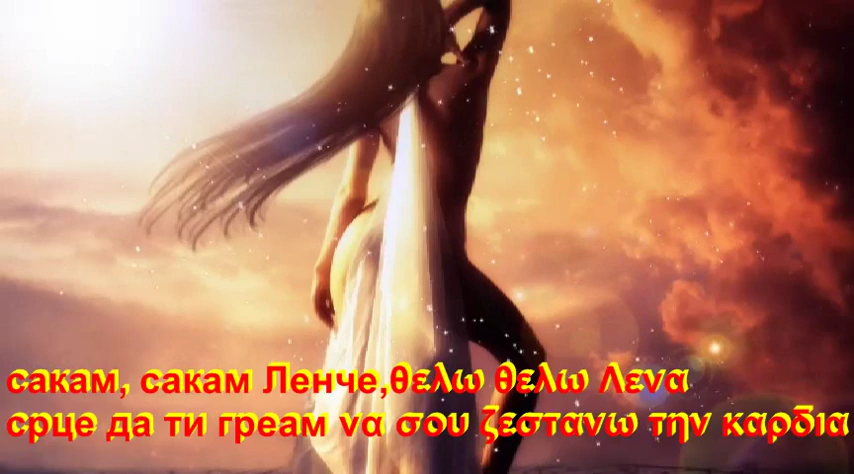 сакам, сакам Ленче,θελω θελω Λενα
срце да ти греам να σου ζεστανω την καρδια